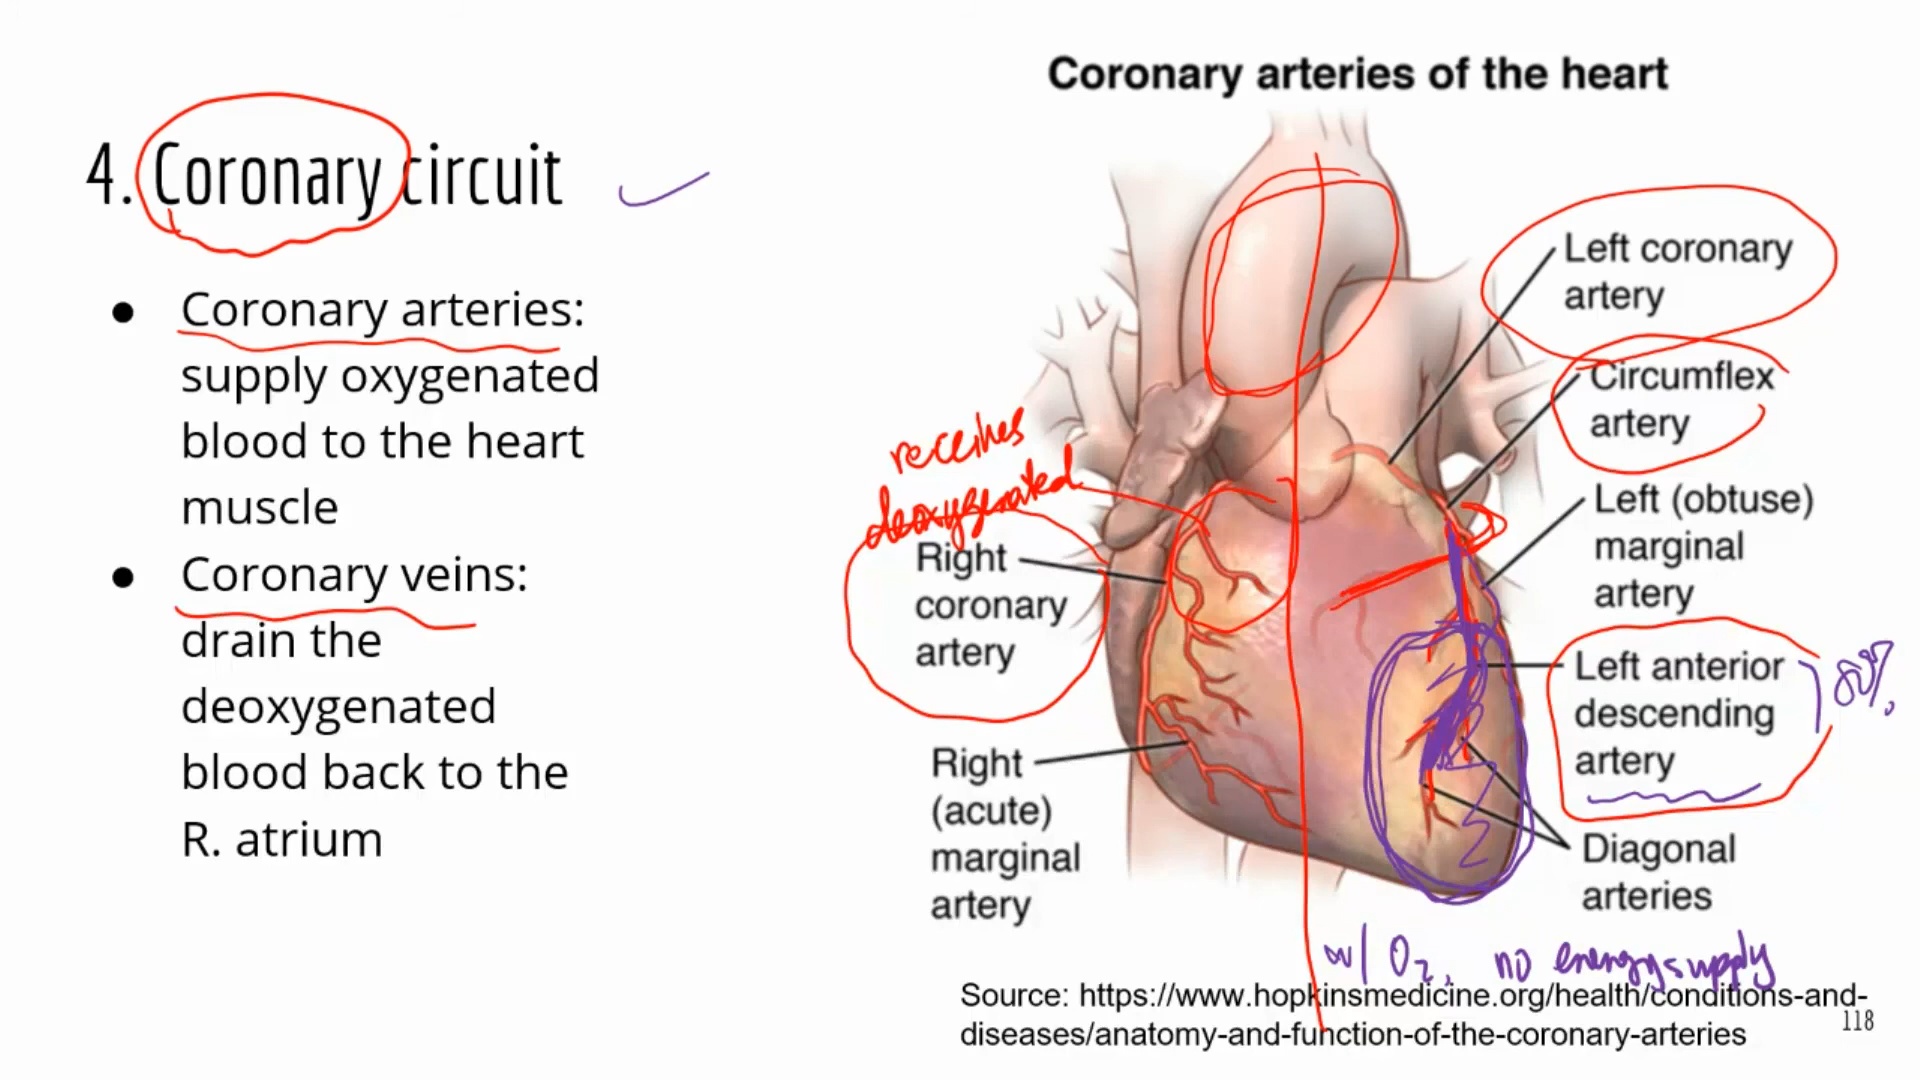 4. Coronary circuit
● Coronary arteries:
supply oxygenated
blood to the heart
muscle
● Coronary veins:
drain the
deoxygenated
blood back to the
R. atrium
Coronary arteries of the heart
Left coronary
artery
Circumflex
artery
Left (obtuse)
marginal
artery
Left anterior
descending
artery
80%
Diagonal
arteries
receives
deoxygenated
Right
coronary
artery
Right
(acute)
marginal
artery
w/ O₂, no energy supply
Source: https://www.hopkinsmedicine.org/health/conditions-and-
diseases/anatomy-and-function-of-the-coronary-arteries
118